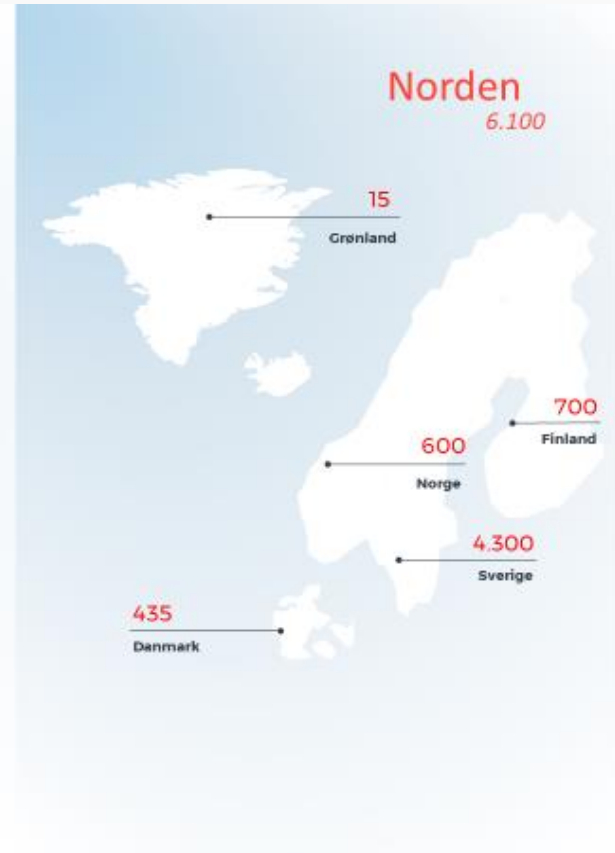 Norden
6.100
15
Grønland
700
Finland
600
Norge
4.300
Sverige
435
Danmark